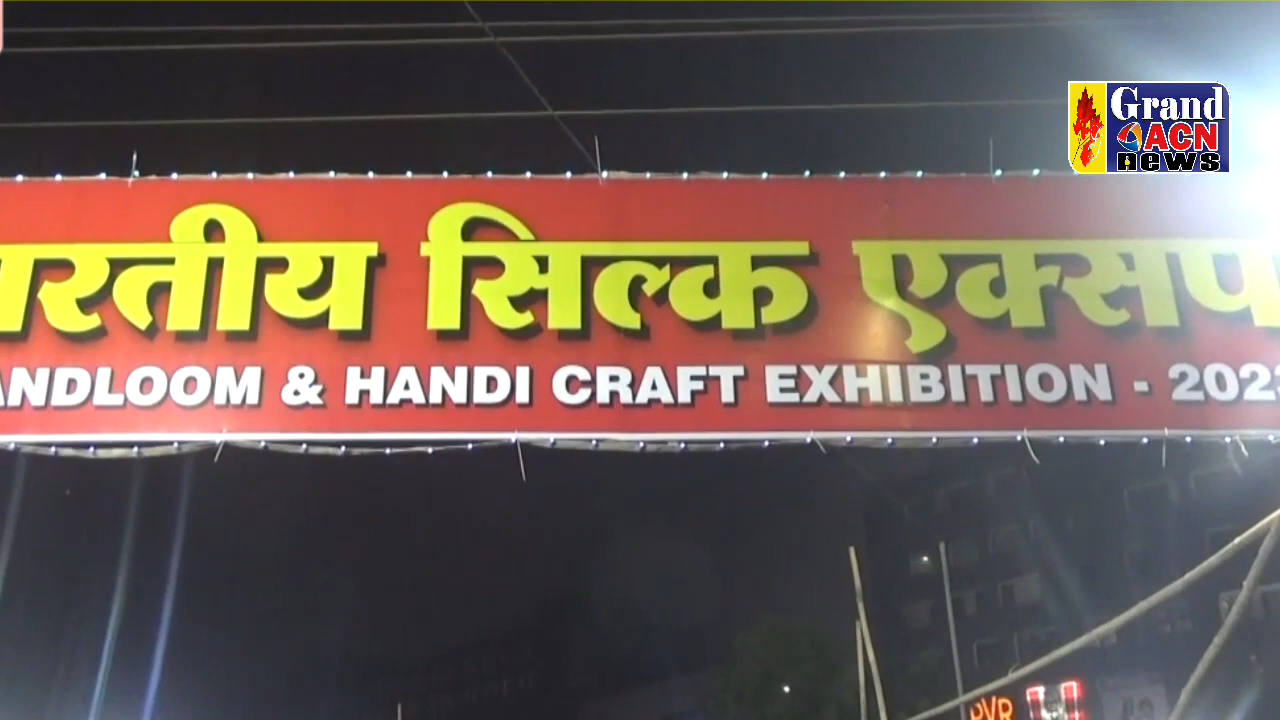 Grand
ACN
news
रतीय सिल्क एक्सप
ANDLOOM & HANDI CRAFT EXHIBITION - 202
PVR